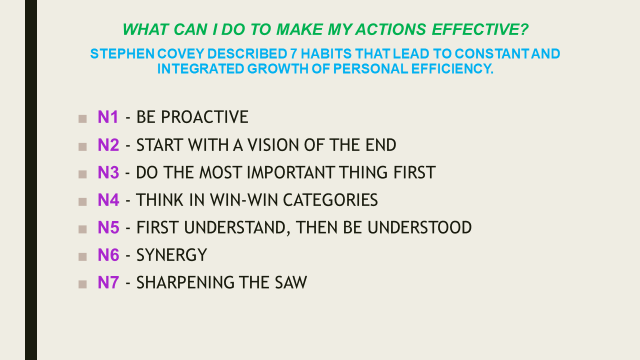 WHAT CAN I DO TO MAKE MY ACTIONS EFFECTIVE?
STEPHEN COVEY DESCRIBED 7 HABITS THAT LEAD TO CONSTANT AND
INTEGRATED GROWTH OF PERSONAL EFFICIENCY.
N1 - BE PROACTIVE
N2 - START WITH A VISION OF THE END
N3 - DO THE MOST IMPORTANT THING FIRST
N4 - THINK IN WIN-WIN CATEGORIES
N5 - FIRST UNDERSTAND, THEN BE UNDERSTOOD
N6 - SYNERGY
N7 - SHARPENING THE SAW